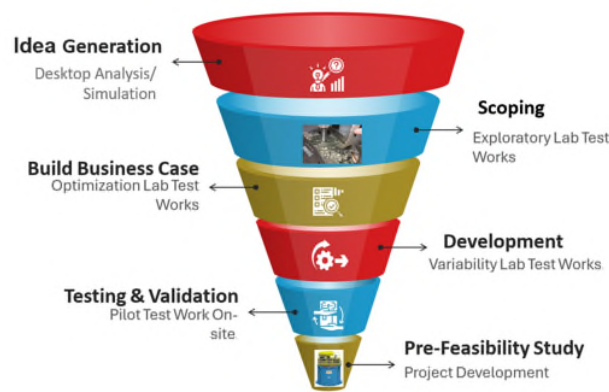 Idea Generation
Desktop Analysis/
Simulation
Scoping
Exploratory Lab Test
Works
Build Business Case
Optimization Lab Test
Works
Development
Variability Lab Test Works
Testing & Validation
Pilot Test Work On-
site
Pre-Feasibility Study
Project Development